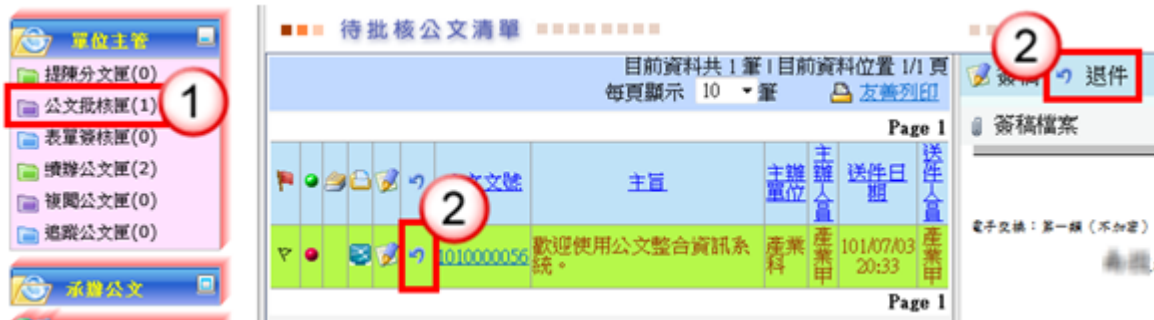 單位主管
提陳分文匣(0)
公文批核匣(1)
表單簽核匣(0)
續辦公文匣(2)
複閱公文匣(0)
追蹤公文匣(0)
承辦公文
1
待批核公文清單
目前資料共 1 筆 | 目前資料位置 1/1 頁
每頁顯示 10 筆 友善列印
Page 1
文號 主旨 主辦單位 主辦人員 送件日期 送件人員
2
1010000056 歡迎使用公文整合資訊系統。 產業科 產業甲 101/07/03 20:33 產業甲
Page 1
2
退件
簽稿檔案
電子交換：第一類（不加密）